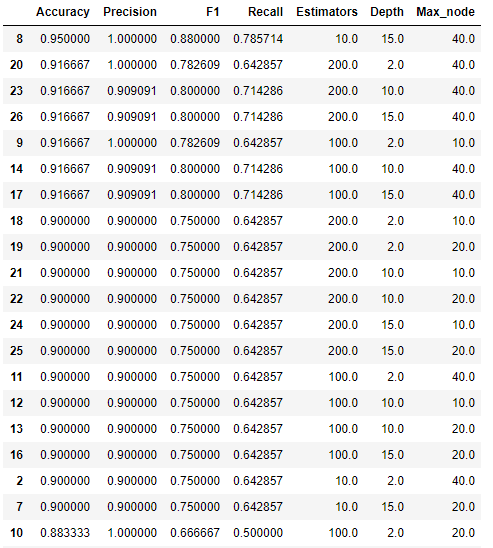 Accuracy Precision F1 Recall Estimators Depth Max_node
8 0.950000 1.000000 0.880000 0.785714 10.0 15.0 40.0
20 0.916667 1.000000 0.782609 0.642857 200.0 2.0 40.0
23 0.916667 0.909091 0.800000 0.714286 200.0 10.0 40.0
26 0.916667 0.909091 0.800000 0.714286 200.0 15.0 40.0
9 0.916667 1.000000 0.782609 0.642857 100.0 2.0 10.0
14 0.916667 0.909091 0.800000 0.714286 100.0 10.0 40.0
17 0.916667 0.909091 0.800000 0.714286 100.0 15.0 40.0
18 0.900000 0.900000 0.750000 0.642857 200.0 2.0 10.0
19 0.900000 0.900000 0.750000 0.642857 200.0 2.0 20.0
21 0.900000 0.900000 0.750000 0.642857 200.0 10.0 10.0
22 0.900000 0.900000 0.750000 0.642857 200.0 10.0 20.0
24 0.900000 0.900000 0.750000 0.642857 200.0 15.0 10.0
25 0.900000 0.900000 0.750000 0.642857 200.0 15.0 20.0
11 0.900000 0.900000 0.750000 0.642857 100.0 2.0 40.0
12 0.900000 0.900000 0.750000 0.642857 100.0 10.0 10.0
13 0.900000 0.900000 0.750000 0.642857 100.0 10.0 20.0
16 0.900000 0.900000 0.750000 0.642857 100.0 15.0 20.0
2 0.900000 0.900000 0.750000 0.642857 10.0 2.0 40.0
7 0.900000 0.900000 0.750000 0.642857 10.0 15.0 20.0
10 0.883333 1.000000 0.666667 0.500000 100.0 2.0 20.0